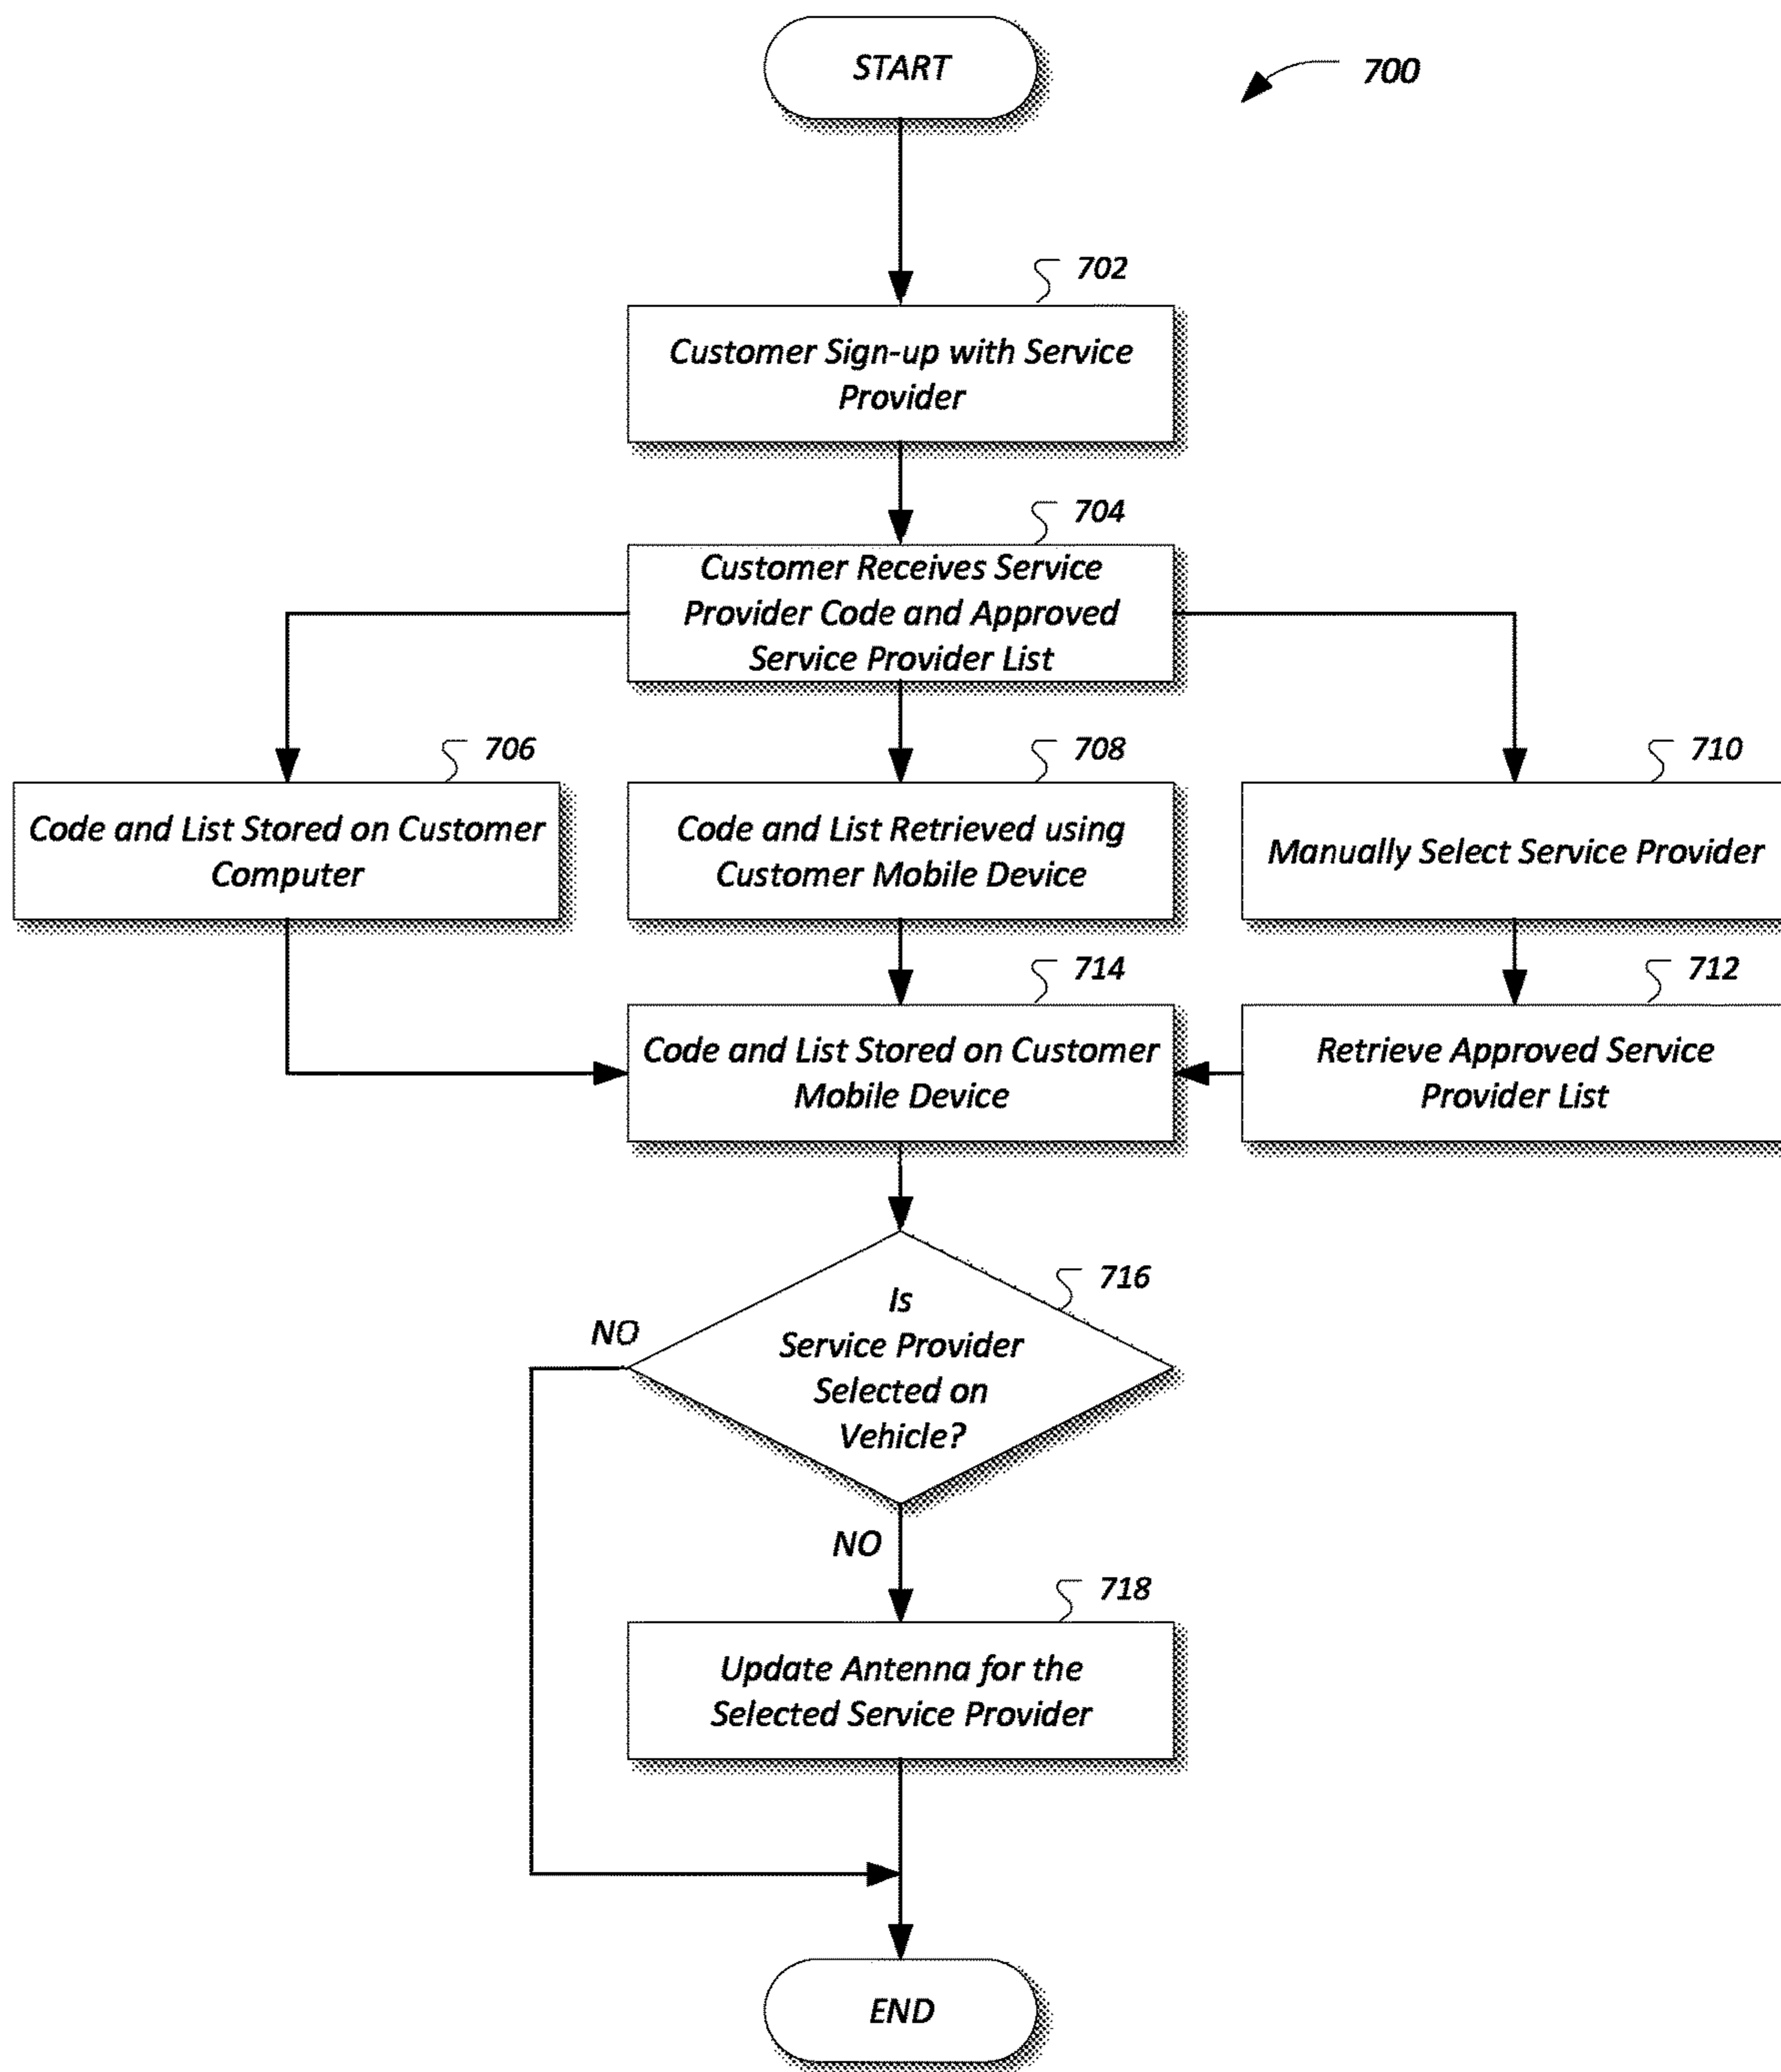 START
700
702
Customer Sign-up with Service
Provider
704
Customer Receives Service
Provider Code and Approved
Service Provider List
706
Code and List Stored on Customer
Computer
708
Code and List Retrieved using
Customer Mobile Device
710
Manually Select Service Provider
714
Code and List Stored on Customer
Mobile Device
712
Retrieve Approved Service
Provider List
716
Is
Service Provider
Selected on
Vehicle?
NO
NO
718
Update Antenna for the
Selected Service Provider
END